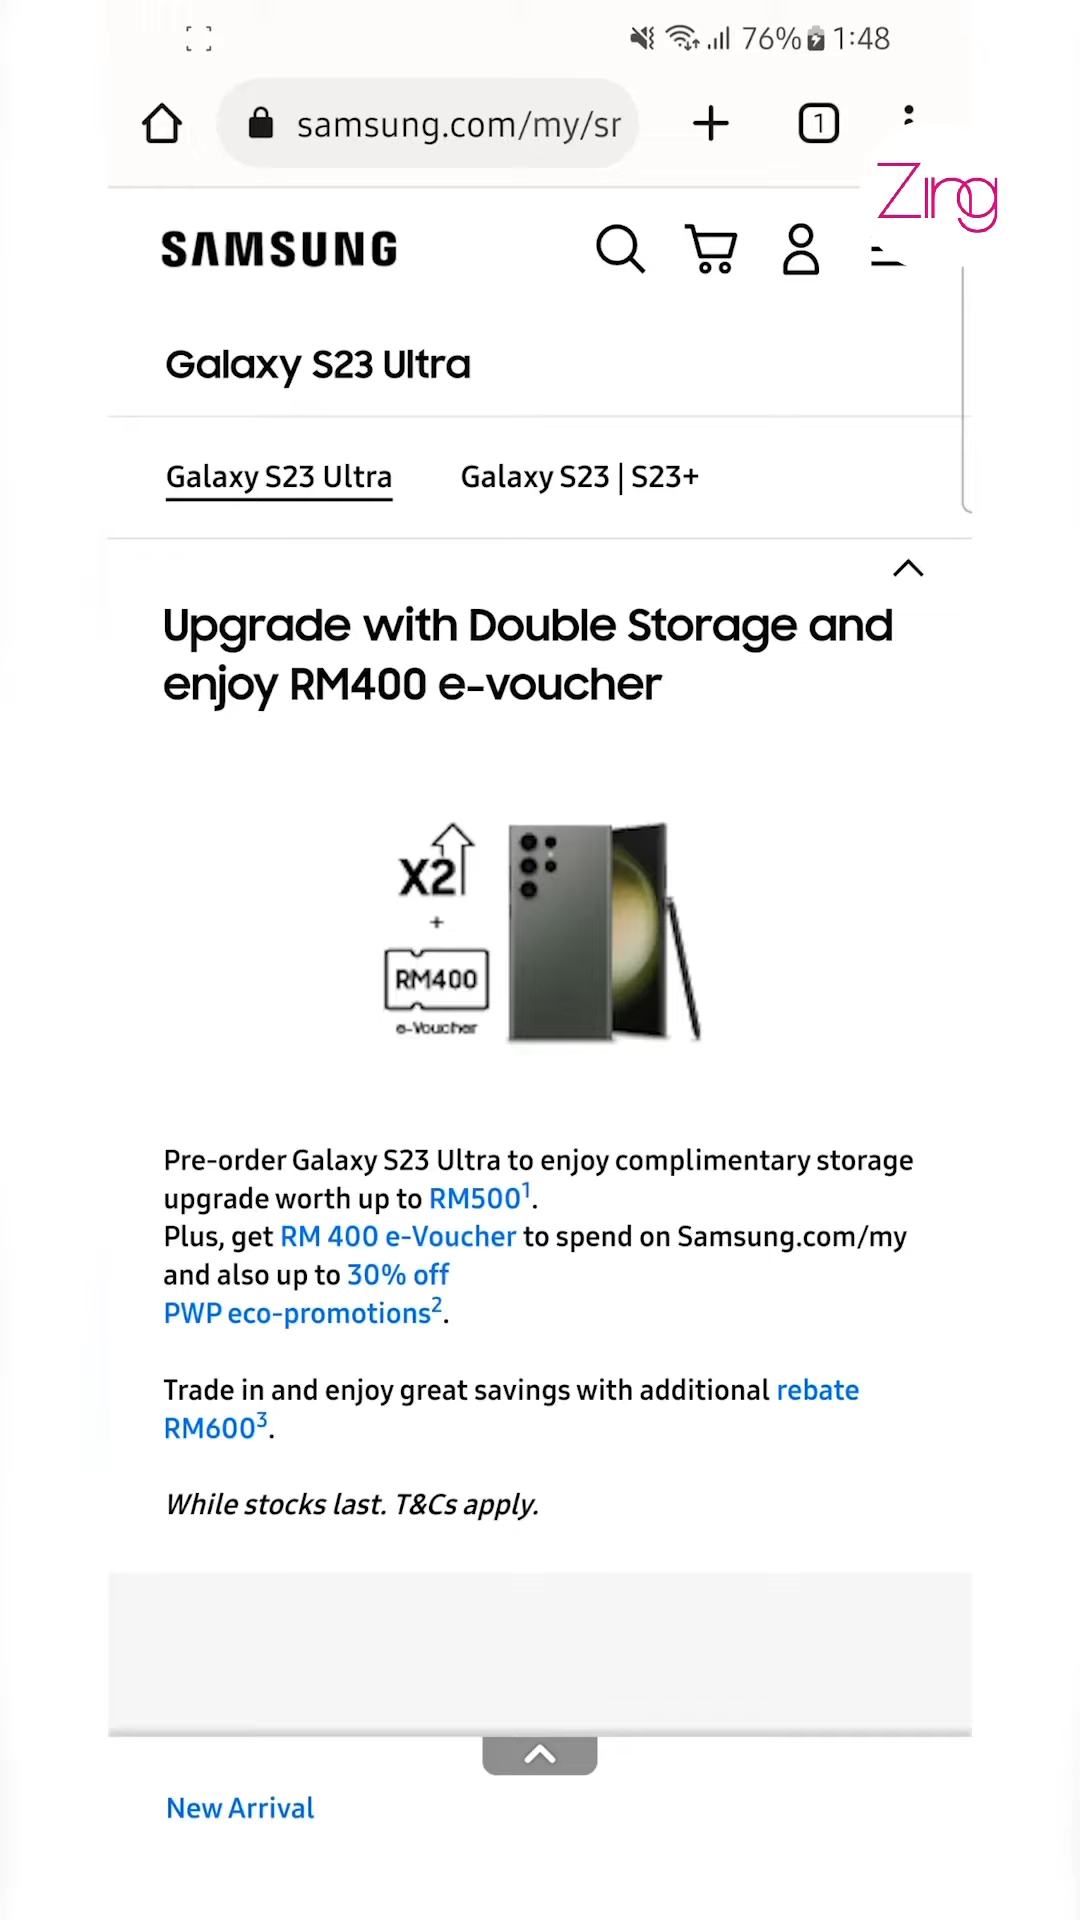 76% 1:48
samsung.com/my/sr
1
Zing
SAMSUNG
Galaxy S23 Ultra
Galaxy S23 Ultra Galaxy S23 | S23+
Upgrade with Double Storage and
enjoy RM400 e-voucher
X2
+
RM400
e-Voucher
Pre-order Galaxy S23 Ultra to enjoy complimentary storage
upgrade worth up to RM500¹.
Plus, get RM 400 e-Voucher to spend on Samsung.com/my
and also up to 30% off
PWP eco-promotions².
Trade in and enjoy great savings with additional rebate
RM600³.
While stocks last. T&Cs apply.
New Arrival